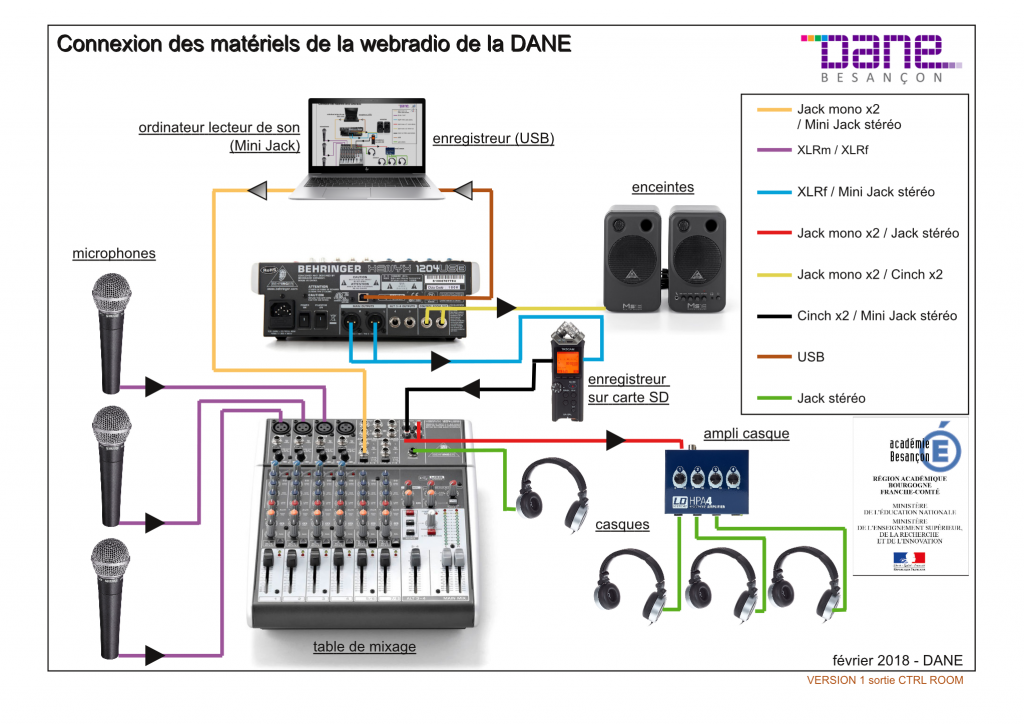 Connexion des matériels de la webradio de la DANE
DANE
BESANÇON
ordinateur lecteur de son
(Mini Jack)
enregistreur (USB)
Jack mono x2
/ Mini Jack stéréo
XLRm / XLRf
XLRf / Mini Jack stéréo
Jack mono x2 / Jack stéréo
Jack mono x2 / Cinch x2
Cinch x2 / Mini Jack stéréo
USB
Jack stéréo
enceintes
microphones
BEHRINGER XENYX 1204USB
enregistreur
sur carte SD
ampli casque
HPA4
casques
table de mixage
académie
Besançon
RÉGION ACADÉMIQUE
BOURGOGNE
FRANCHE-COMTÉ
MINISTÈRE
DE L'ÉDUCATION NATIONALE
MINISTÈRE
DE L'ENSEIGNEMENT SUPÉRIEUR,
DE LA RECHERCHE
ET DE L'INNOVATION
février 2018 - DANE
VERSION 1 sortie CTRL ROOM